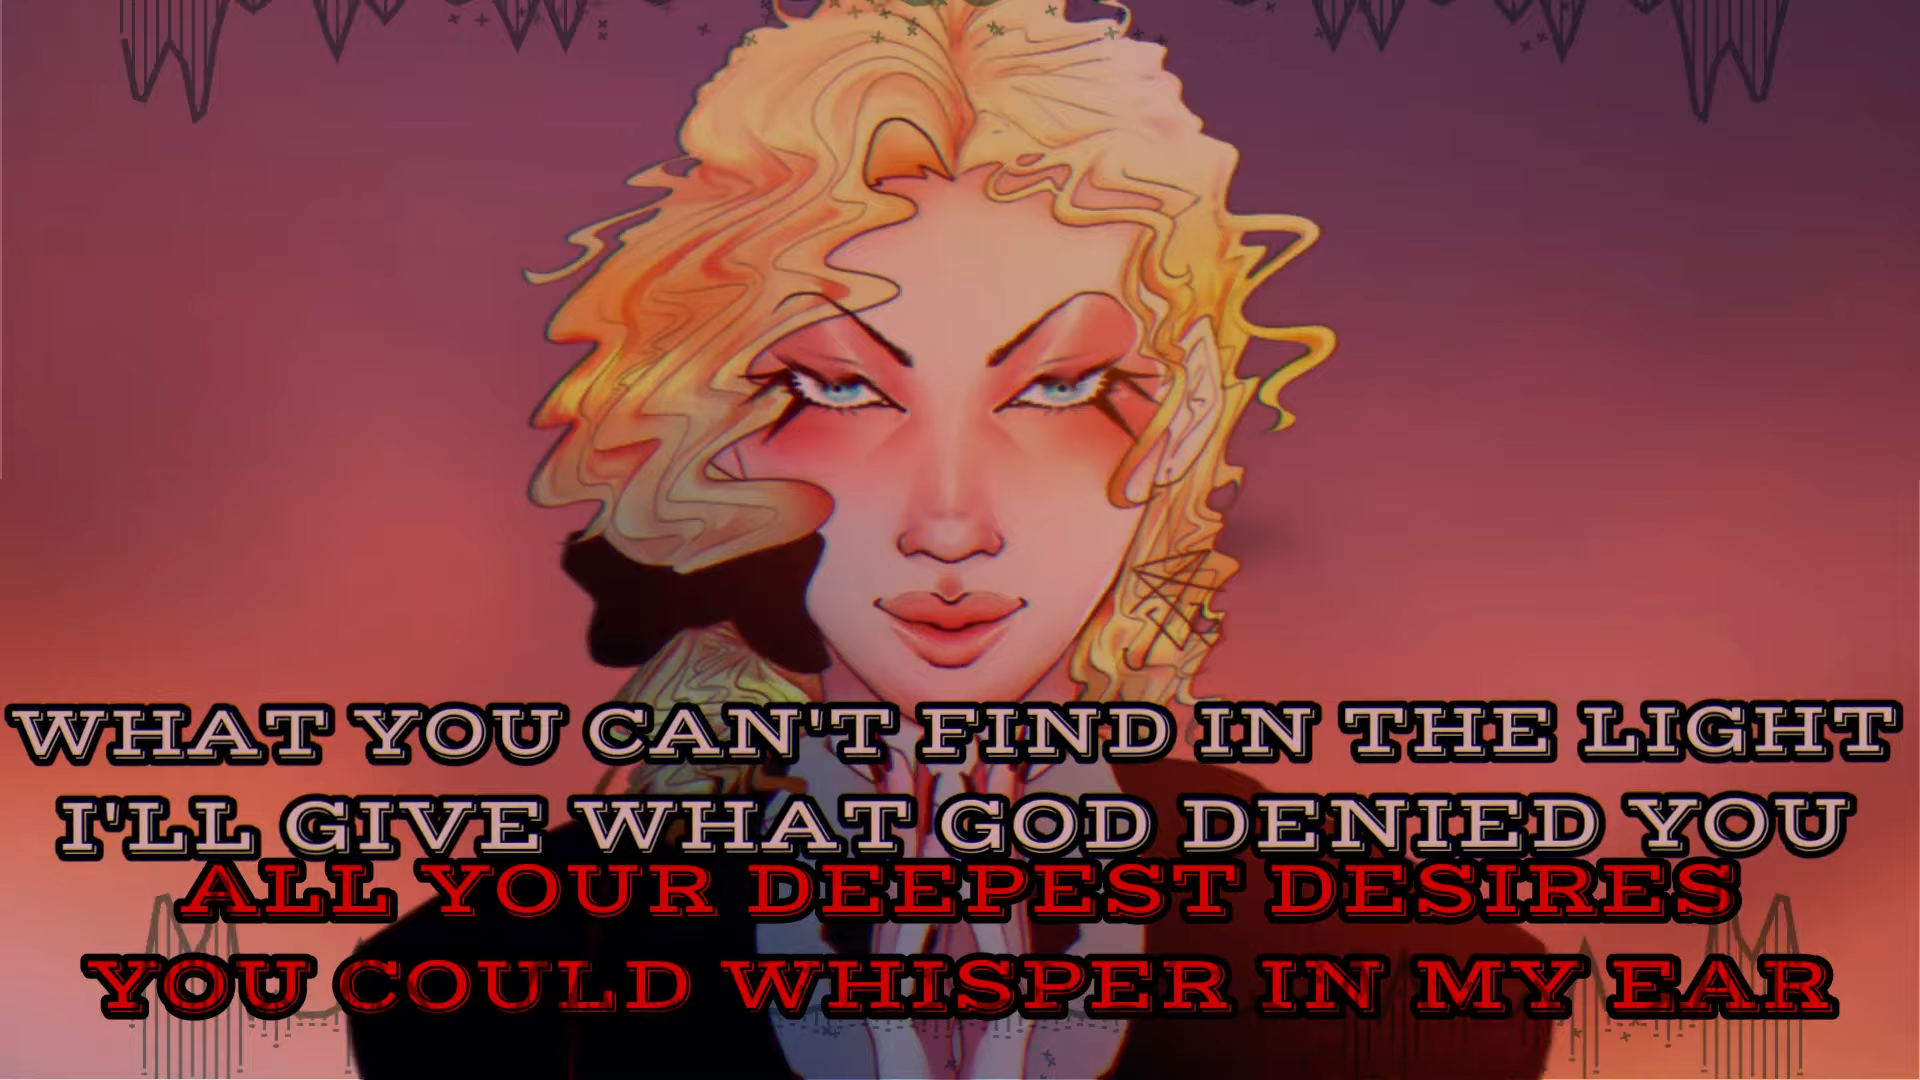 WHAT YOU CAN'T FIND IN THE LIGHT
I'LL GIVE WHAT GOD DENIED YOU
ALL YOUR DEEPEST DESIRES
YOU COULD WHISPER IN MY EAR